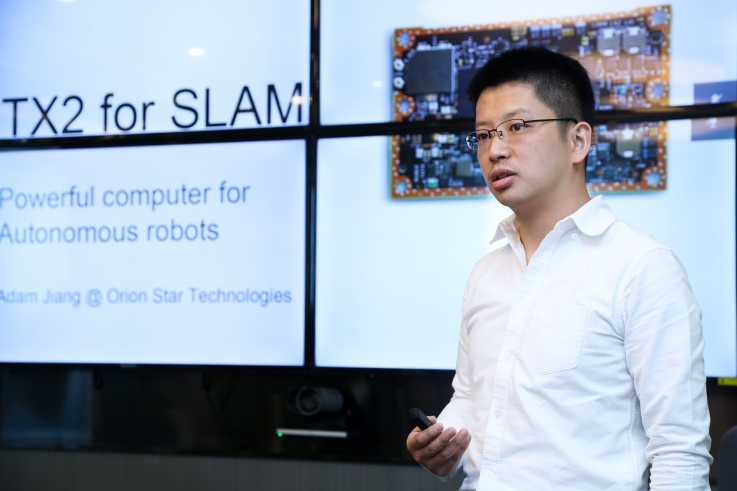 TX2 for SLAM
Powerful computer for
Autonomous robots
Adam Jiang @ Orion Star Technologies